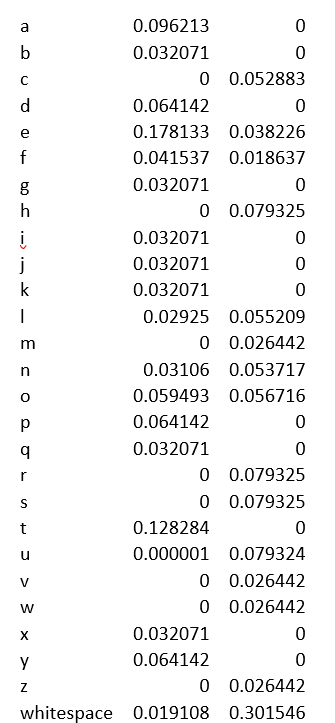 a 0.096213 0
b 0.032071 0
c 0 0.052883
d 0.064142 0
e 0.178133 0.038226
f 0.041537 0.018637
g 0.032071 0
h 0 0.079325
i 0.032071 0
j 0.032071 0
k 0.032071 0
l 0.02925 0.055209
m 0 0.026442
n 0.03106 0.053717
o 0.059493 0.056716
p 0.064142 0
q 0.032071 0
r 0 0.079325
s 0 0.079325
t 0.128284 0
u 0.000001 0.079324
v 0 0.026442
w 0 0.026442
x 0.032071 0
y 0.064142 0
z 0 0.026442
whitespace 0.019108 0.301546